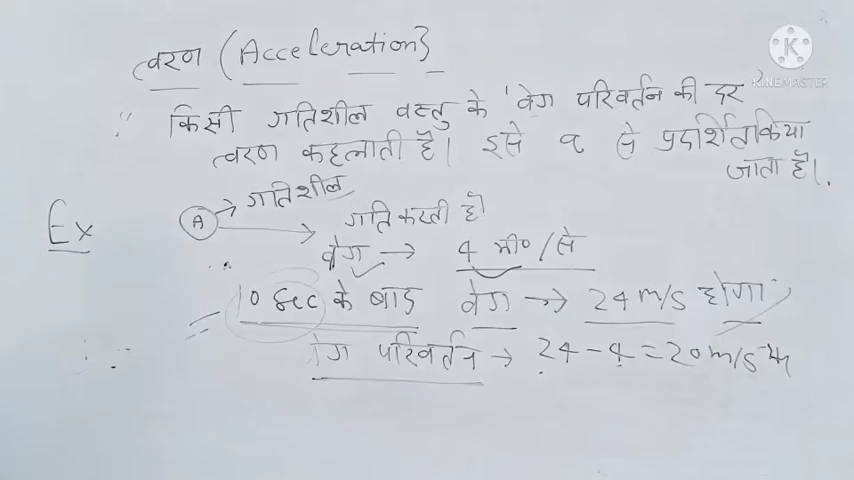 त्वरण (Acceleration)
KINEMASTER
किसी गतिशील वस्तु के 'वेग परिवर्तन की दर'
त्वरण कहलाती है। इसे a से प्रदर्शित किया
जाता है।
Ex A → गतिशील
गति करती है
वेग → 4 मी०/से
10 Sec के बाद वेग → 24 m/s होगा
वेग परिवर्तन → 24 - 4 = 20 m/s